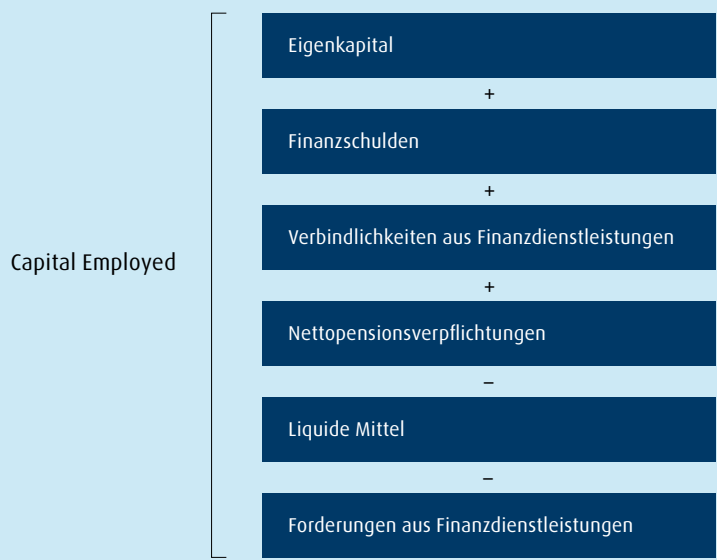 Capital Employed
Eigenkapital
+
Finanzschulden
+
Verbindlichkeiten aus Finanzdienstleistungen
+
Nettopensionsverpflichtungen
–
Liquide Mittel
–
Forderungen aus Finanzdienstleistungen